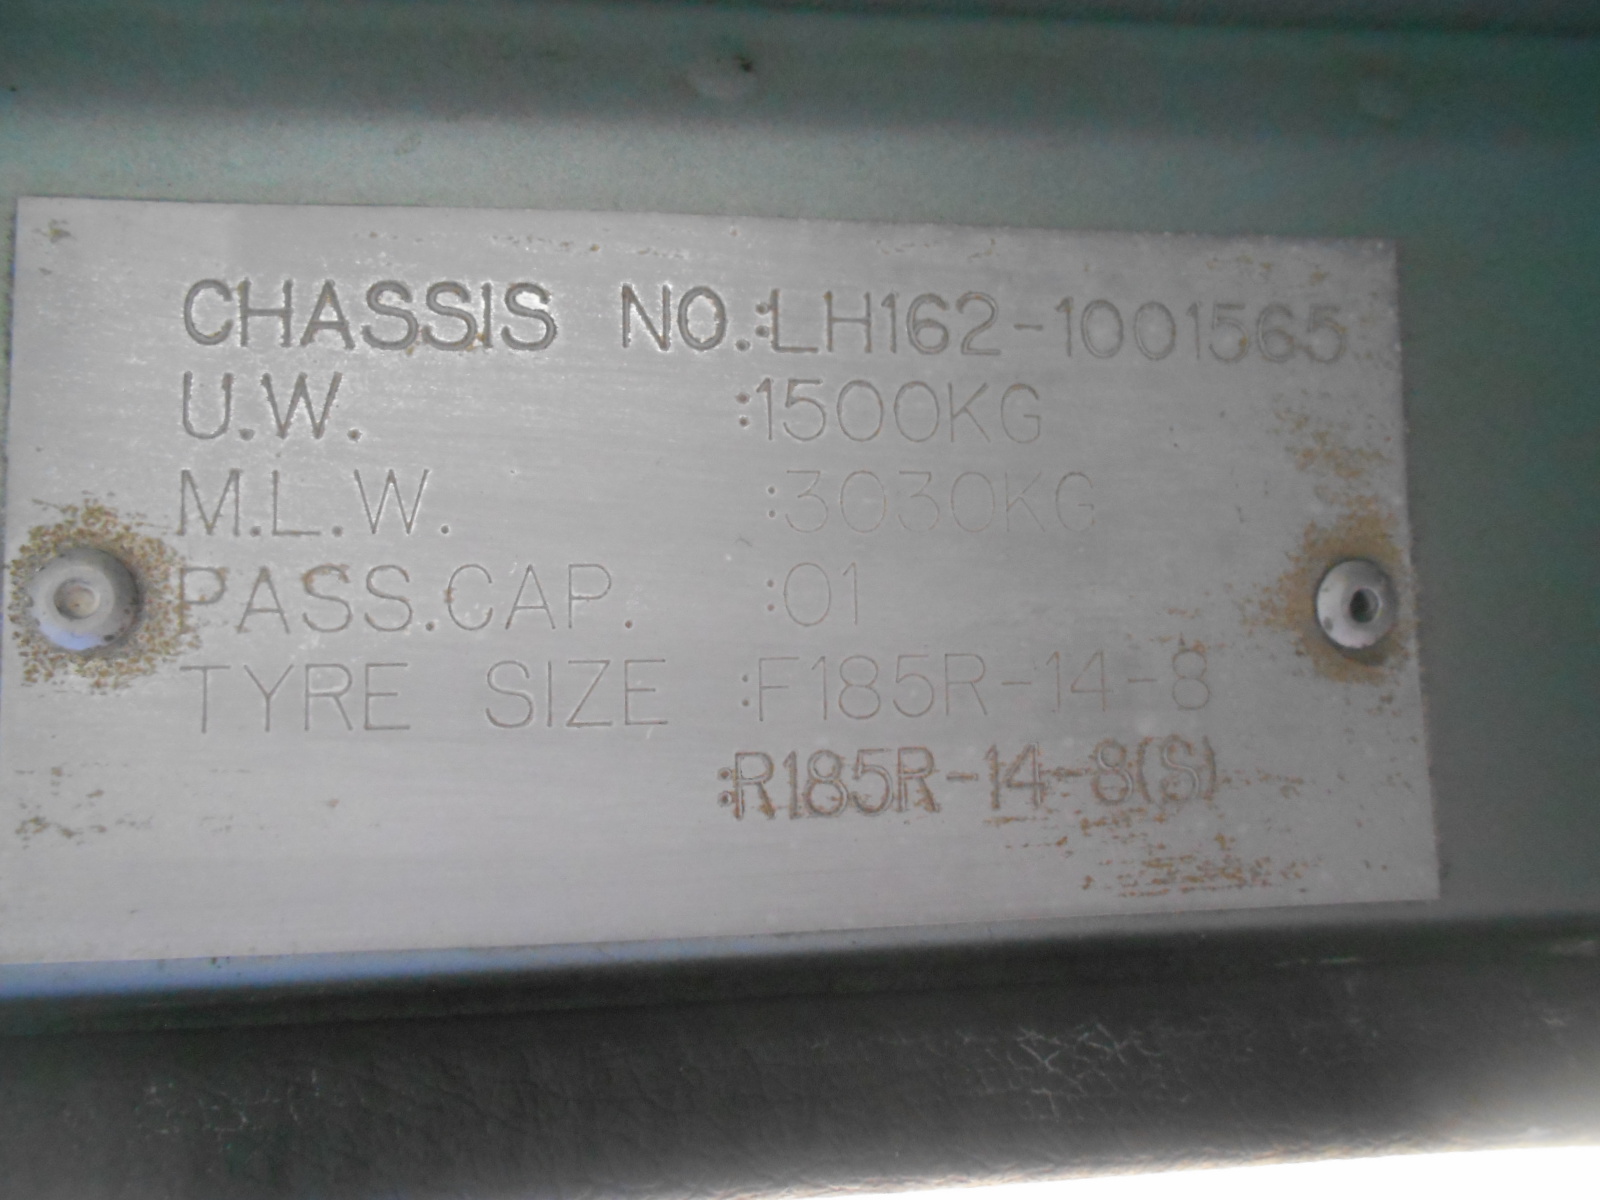 CHASSIS NO.:LH162-1001565
U.W. :1500KG
M.L.W. :3030KG
PASS.CAP. :01
TYRE SIZE :F185R-14-8
:R185R-14-8(S)